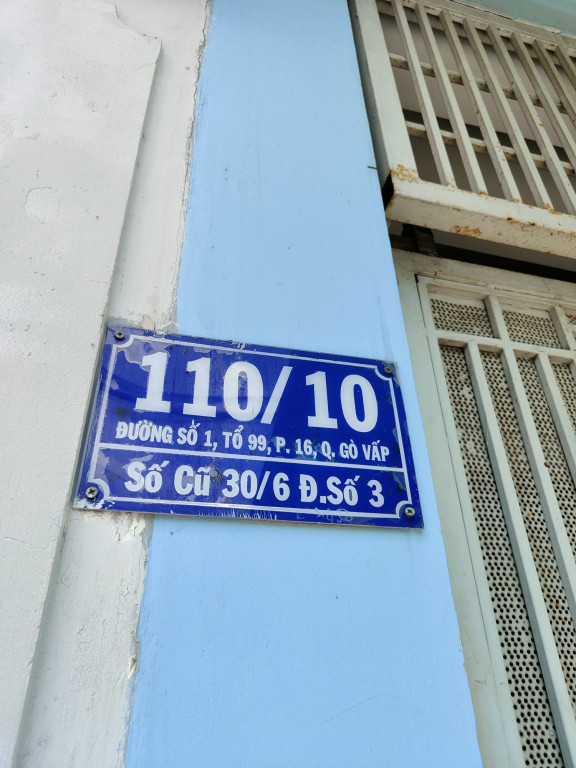 110/10
ĐƯỜNG SỐ 1, TỔ 99, P. 16, Q. GÒ VẤP
Số Cũ 30/6 Đ.Số 3